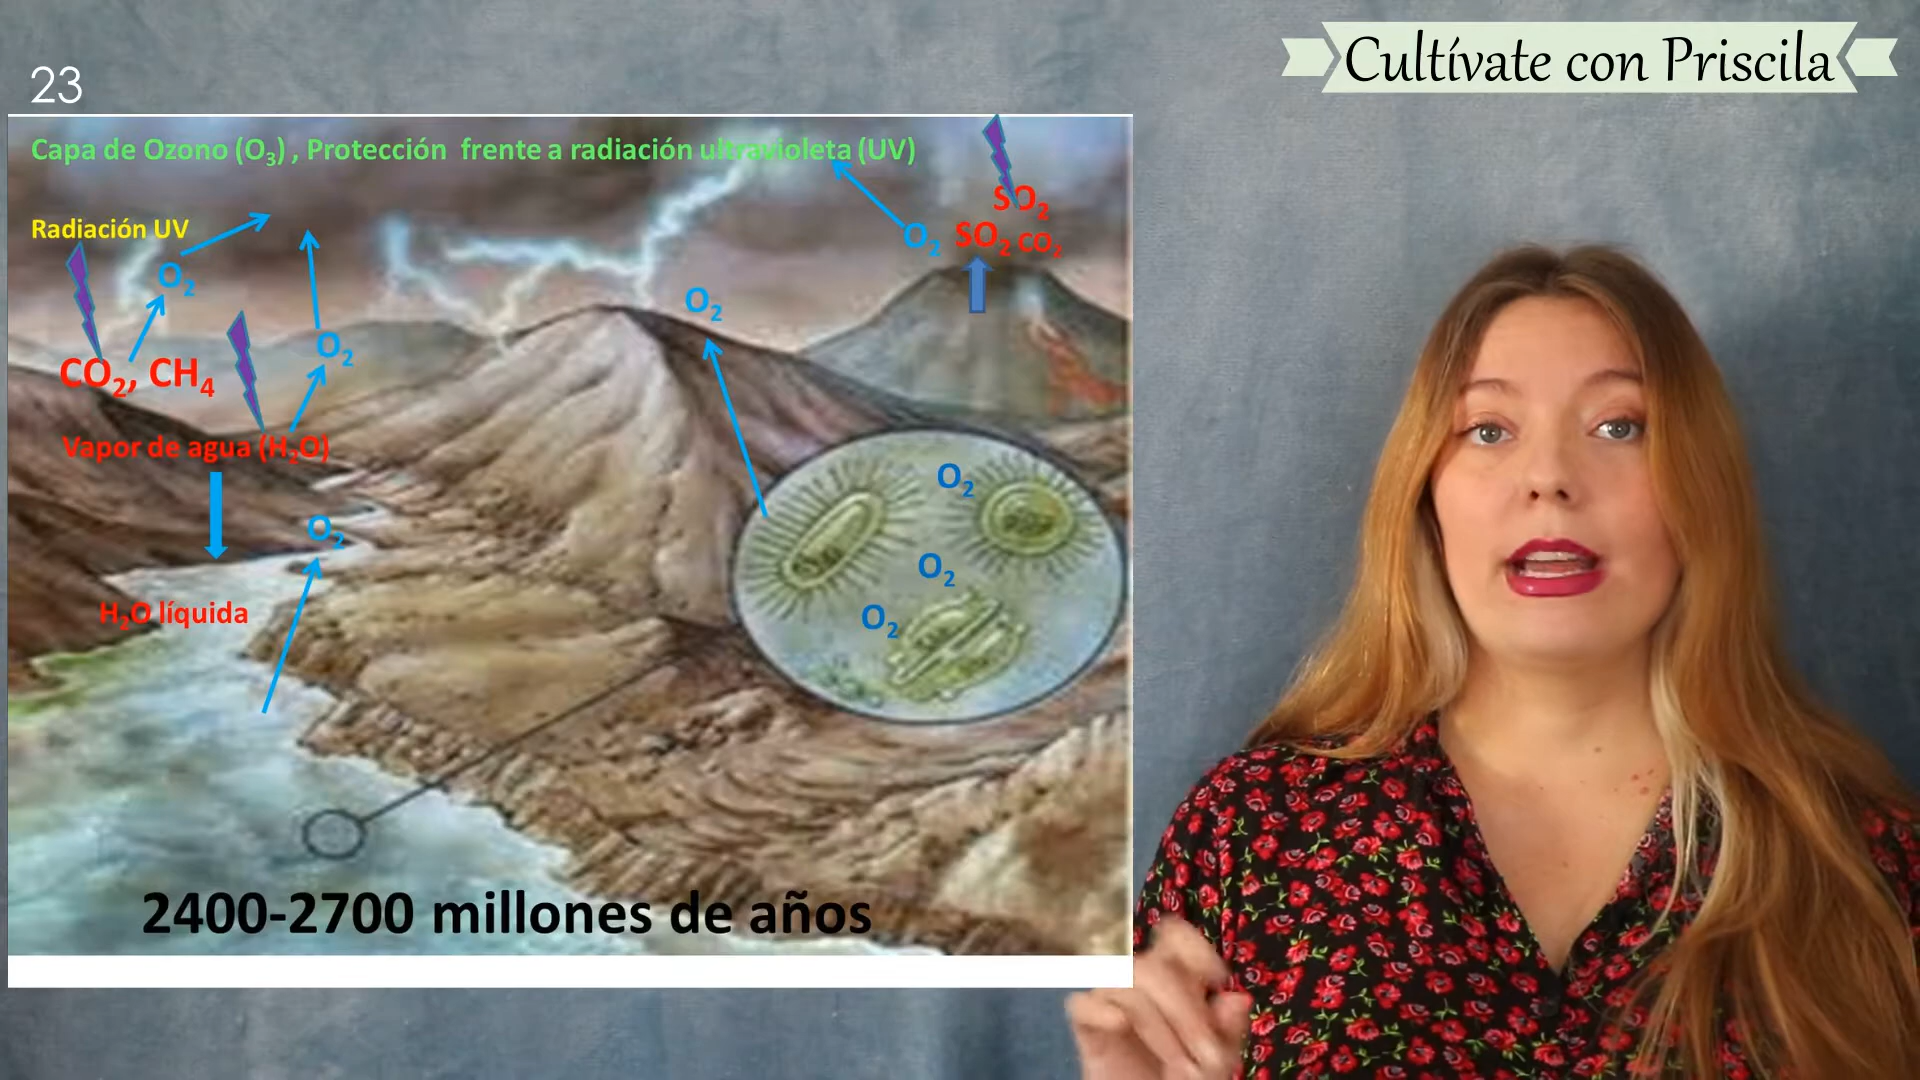 Cultívate con Priscila
23
Capa de Ozono (O₃) , Protección frente a radiación ultravioleta (UV)
SO₂
Radiación UV
O₂ SO₂ CO₂
O₂
O₂
O₂
CO₂, CH₄
Vapor de agua (H₂O)
O₂
O₂
O₂
H₂O líquida
O₂
2400-2700 millones de años